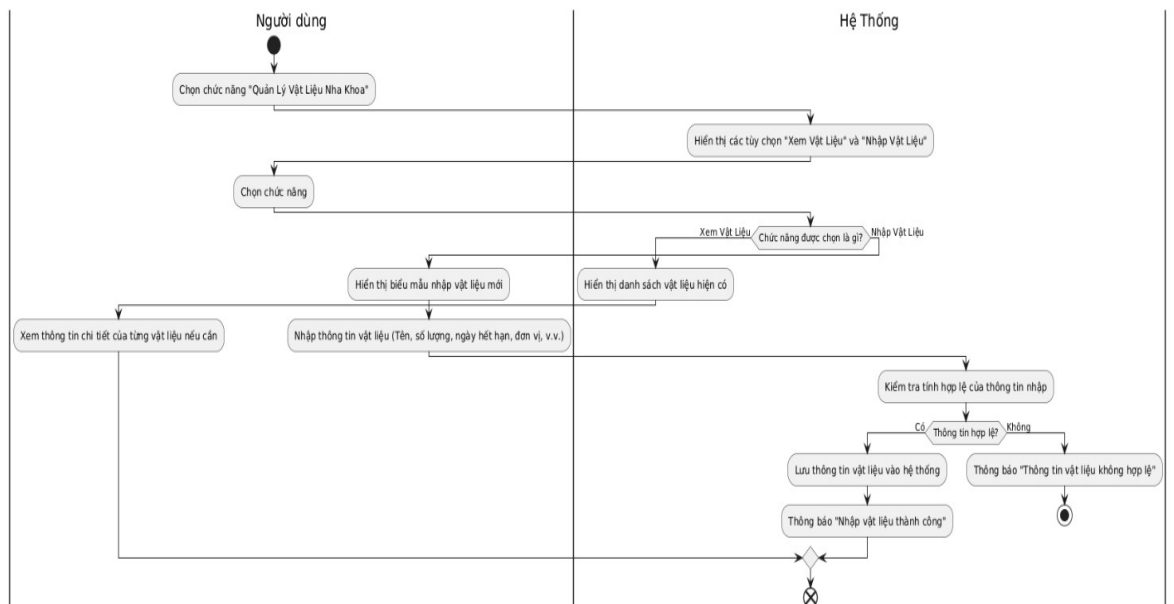 Người dùng
Hệ Thống
Chọn chức năng "Quản Lý Vật Liệu Nha Khoa"
Hiển thị các tùy chọn "Xem Vật Liệu" và "Nhập Vật Liệu"
Chọn chức năng
Xem Vật Liệu
Chức năng được chọn là gì?
Nhập Vật Liệu
Hiển thị biểu mẫu nhập vật liệu mới
Hiển thị danh sách vật liệu hiện có
Xem thông tin chi tiết của từng vật liệu nếu cần
Nhập thông tin vật liệu (Tên, số lượng, ngày hết hạn, đơn vị, v.v.)
Kiểm tra tính hợp lệ của thông tin nhập
Có
Thông tin hợp lệ?
Không
Lưu thông tin vật liệu vào hệ thống
Thông báo "Thông tin vật liệu không hợp lệ"
Thông báo "Nhập vật liệu thành công"